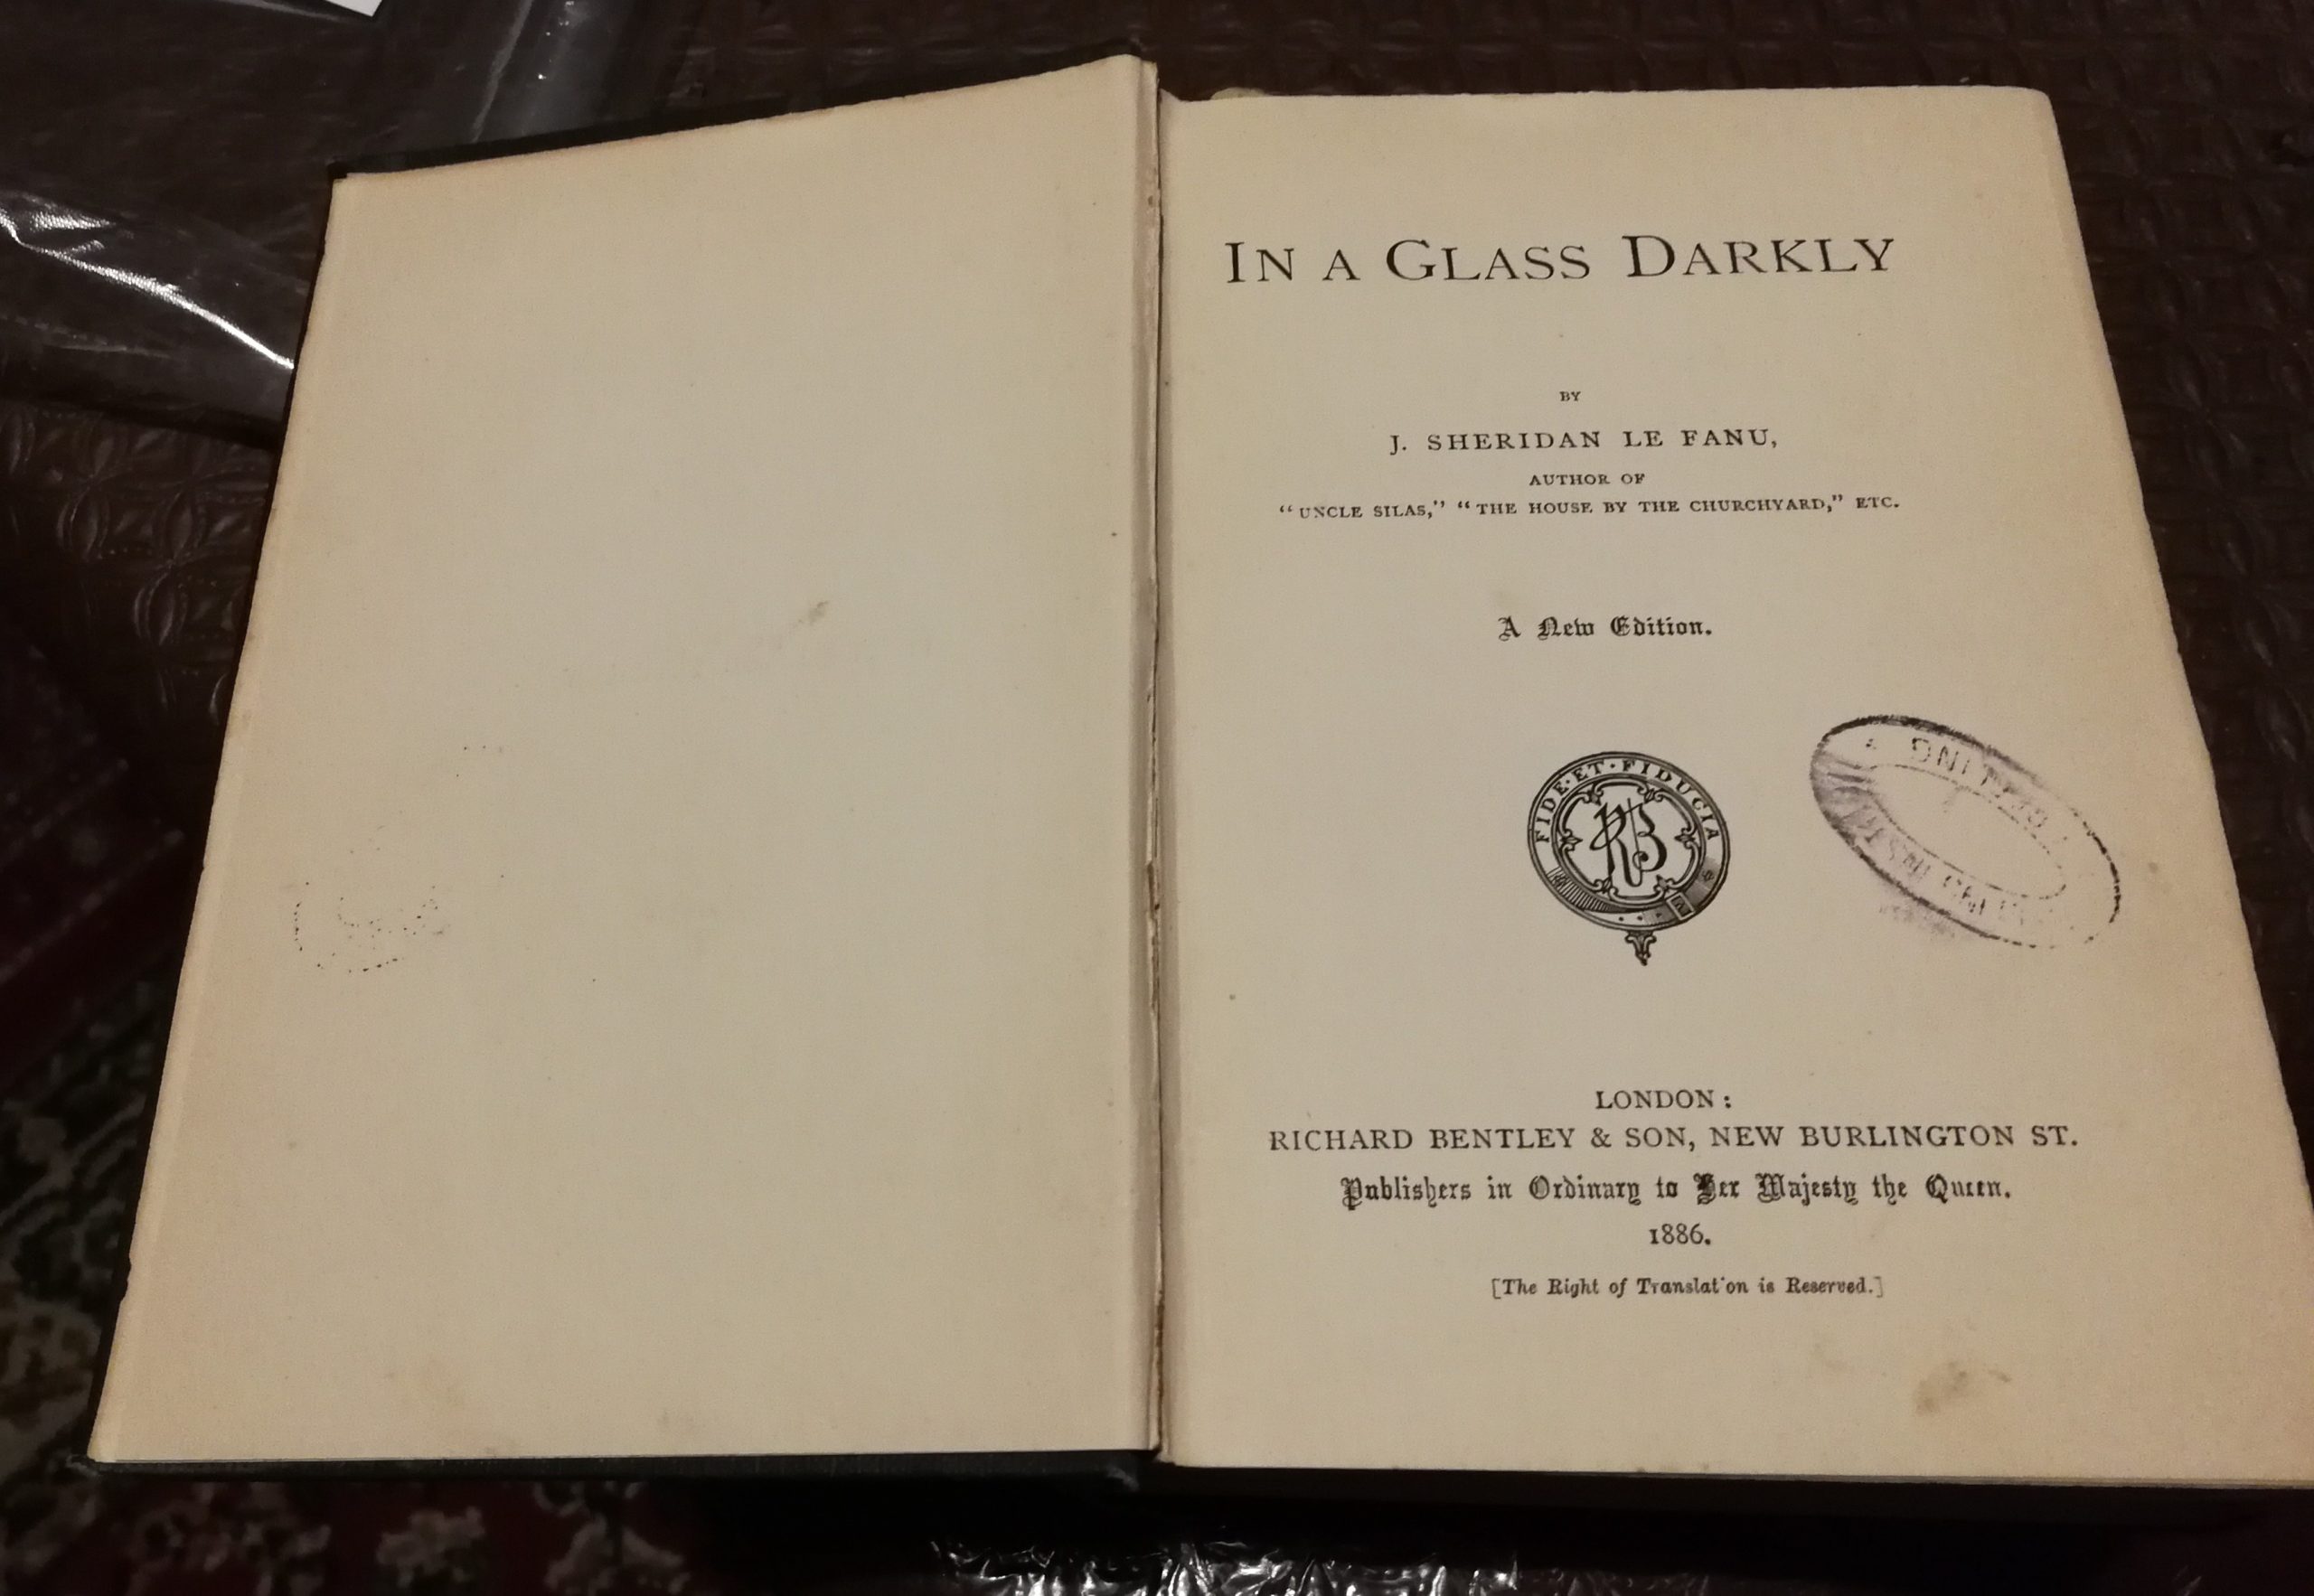 IN A GLASS DARKLY
BY
J. SHERIDAN LE FANU,
AUTHOR OF
“UNCLE SILAS,” “THE HOUSE BY THE CHURCHYARD,” ETC.
A New Edition.
FIDE·ET·FIDUCIA
RB
LONDON:
RICHARD BENTLEY & SON, NEW BURLINGTON ST.
Publishers in Ordinary to Her Majesty the Queen.
1886.
[The Right of Translat on is Reserved.]